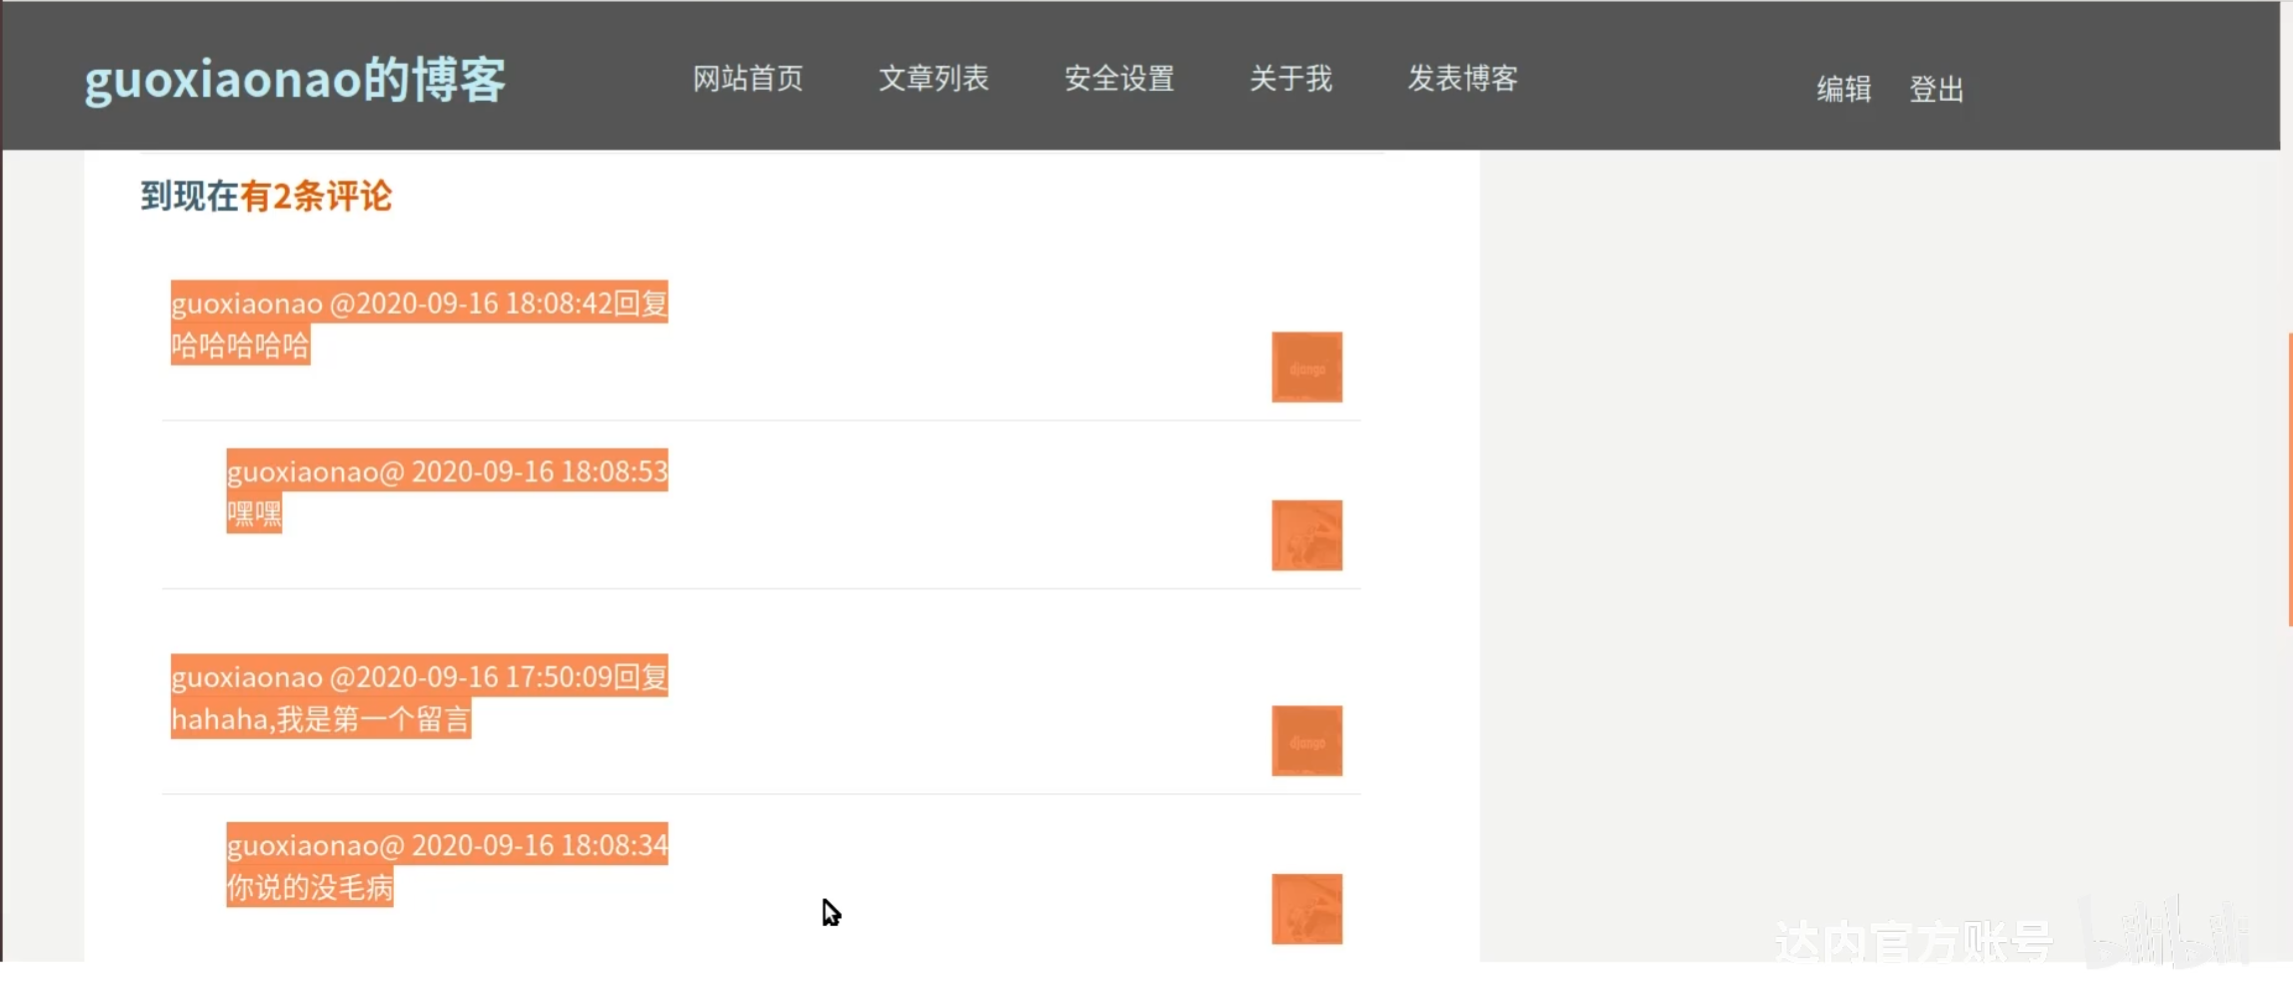 guoxiaonao的博客 网站首页 文章列表 安全设置 关于我 发表博客 编辑 登出
到现在有2条评论
guoxiaonao @2020-09-16 18:08:42回复
哈哈哈哈哈
django
guoxiaonao@ 2020-09-16 18:08:53
嘿嘿
guoxiaonao @2020-09-16 17:50:09回复
hahaha,我是第一个留言
django
guoxiaonao@ 2020-09-16 18:08:34
你说的没毛病
达内官方账号 bilibili